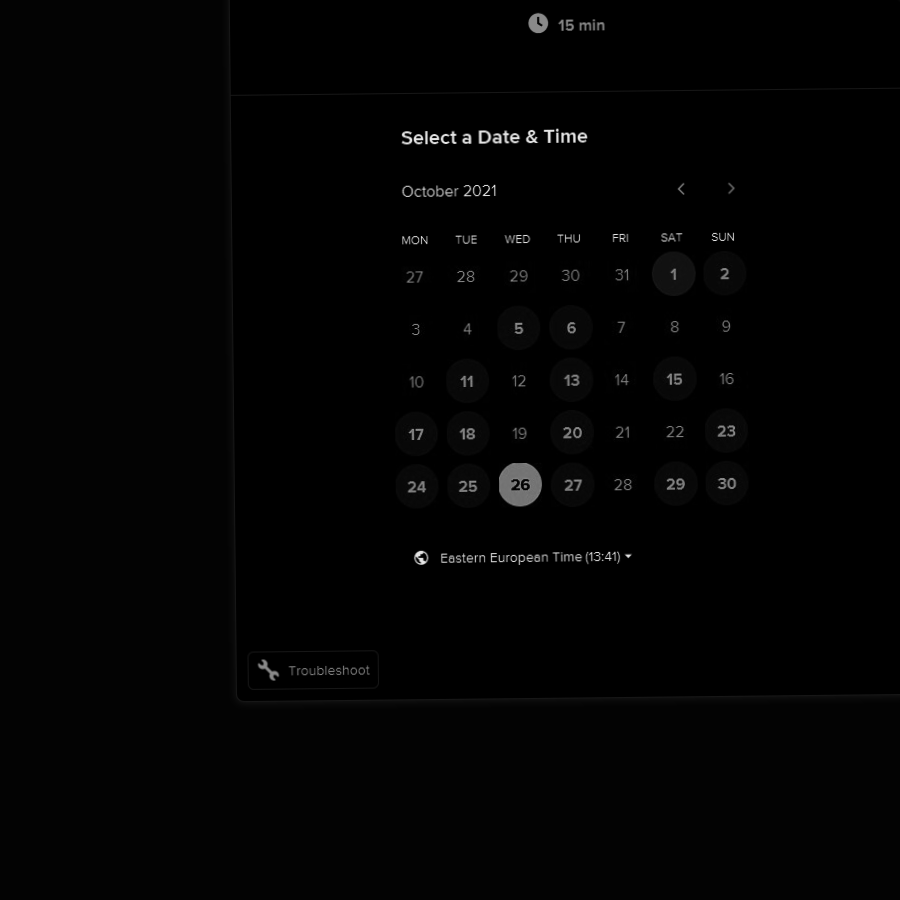 15 min
Select a Date & Time
October 2021
MON TUE WED THU FRI SAT SUN
27 28 29 30 31 1 2
3 4 5 6 7 8 9
10 11 12 13 14 15 16
17 18 19 20 21 22 23
24 25 26 27 28 29 30
Eastern European Time (13:41)
Troubleshoot